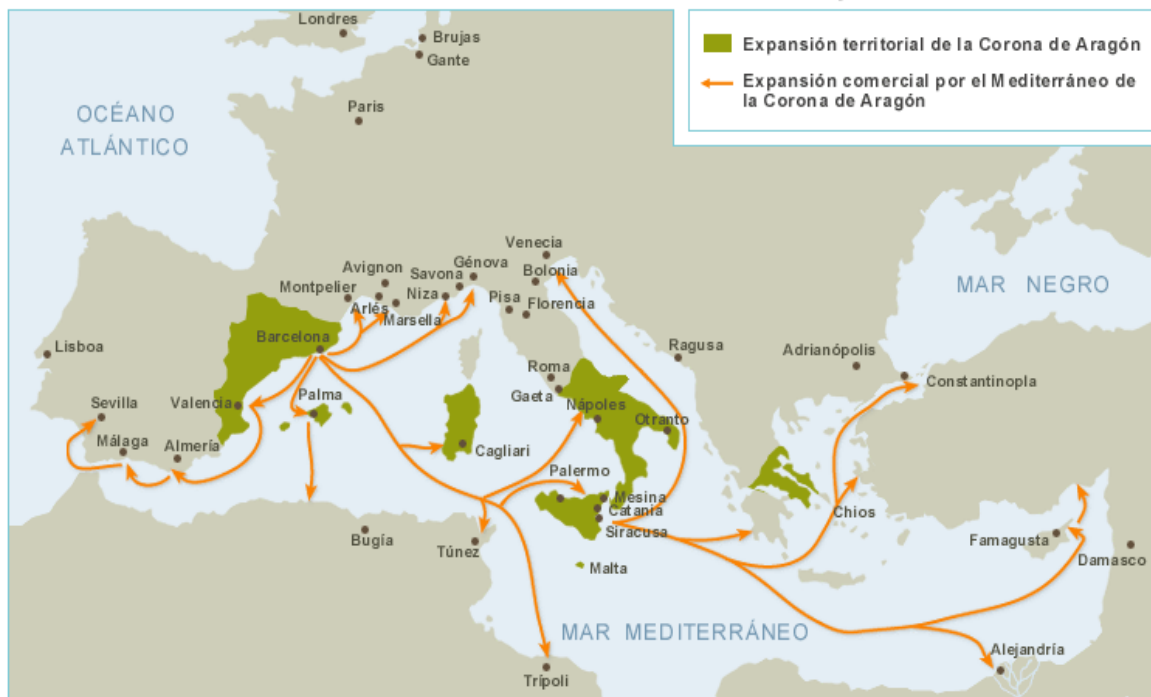 Londres
Brujas
Gante
Expansión territorial de la Corona de Aragón
Expansión comercial por el Mediterráneo de
la Corona de Aragón
OCÉANO
ATLÁNTICO
Paris
Venecia
Bolonia
Génova
Savona
Avignon
Montpelier
Niza
Arlés
Marsella
Pisa
Florencia
MAR NEGRO
Barcelona
Lisboa
Ragusa
Adrianópolis
Constantinopla
Roma
Gaeta
Nápoles
Otranto
Palma
Valencia
Sevilla
Málaga
Almería
Cagliari
Palermo
Mesina
Catania
Siracusa
Chios
Bugía
Túnez
Famagusta
Damasco
Malta
MAR MEDITERRÁNEO
Alejandría
Trípoli